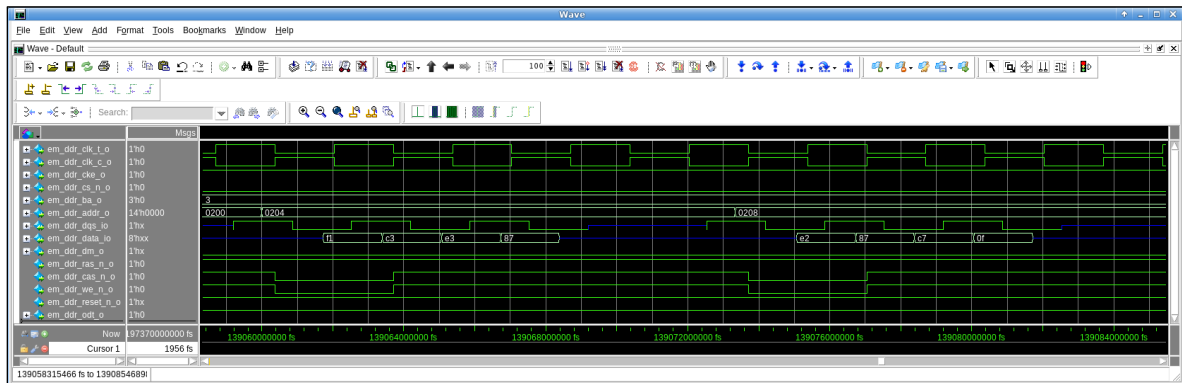 Wave
File Edit View Add Format Tools Bookmarks Window Help
Wave - Default
100
Search:
Msgs
em_ddr_clk_t_o 1'h0
em_ddr_clk_c_o 1'h0
em_ddr_cke_o 1'h0
em_ddr_cs_n_o 1'h0
em_ddr_ba_o 3'h0 3
em_ddr_addr_o 14'h0000 0200 0204 0208
em_ddr_dqs_io 1'hx
em_ddr_data_io 8'hxx f1 c3 e3 87 e2 87 c7 0f
em_ddr_dm_o 1'hx
em_ddr_ras_n_o 1'h0
em_ddr_cas_n_o 1'h0
em_ddr_we_n_o 1'h0
em_ddr_reset_n_o 1'hx
em_ddr_odt_o 1'h0
Now 197370000000 fs 139060000000 fs 139064000000 fs 139068000000 fs 139072000000 fs 139076000000 fs 139080000000 fs 139084000000 fs
Cursor 1 1956 fs
139058315466 fs to 1390854689